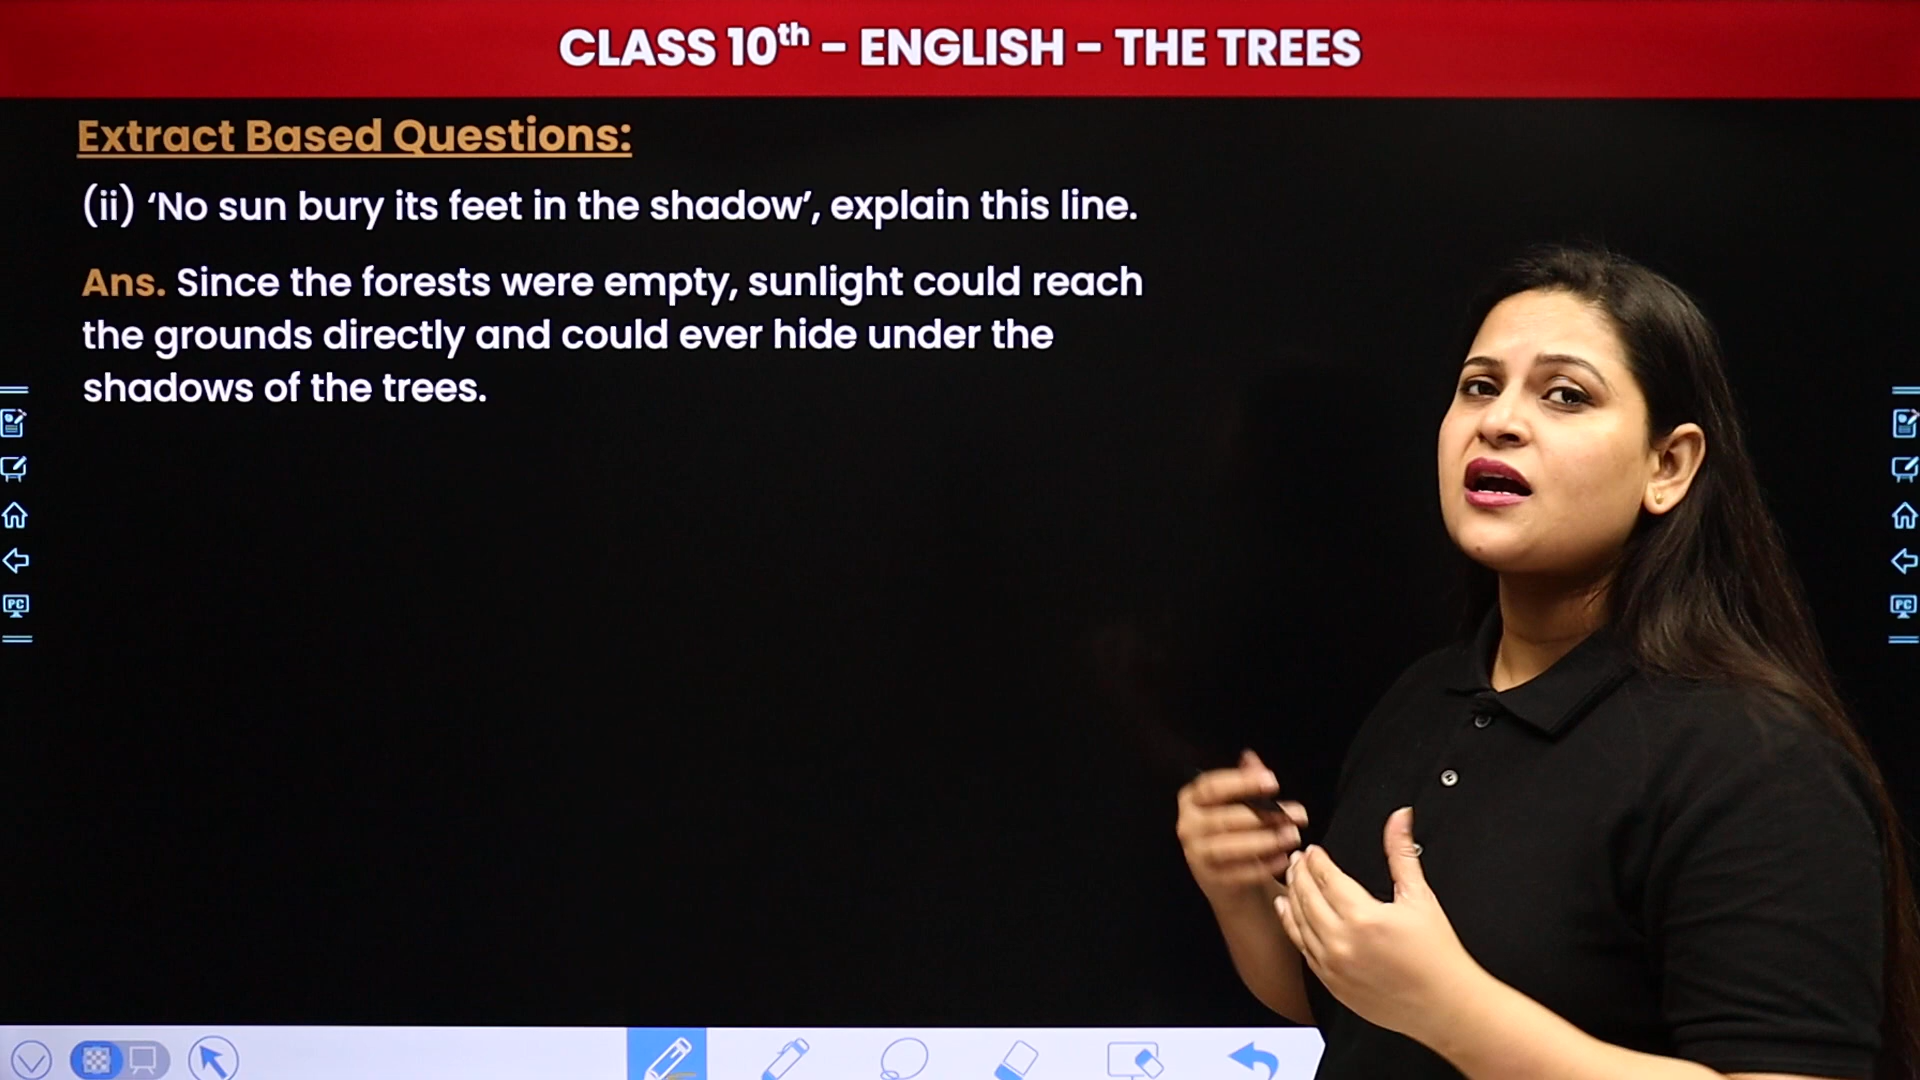 CLASS 10th – ENGLISH – THE TREES
Extract Based Questions:
(ii) ‘No sun bury its feet in the shadow’, explain this line.
Ans. Since the forests were empty, sunlight could reach
the grounds directly and could ever hide under the
shadows of the trees.
PC
PC